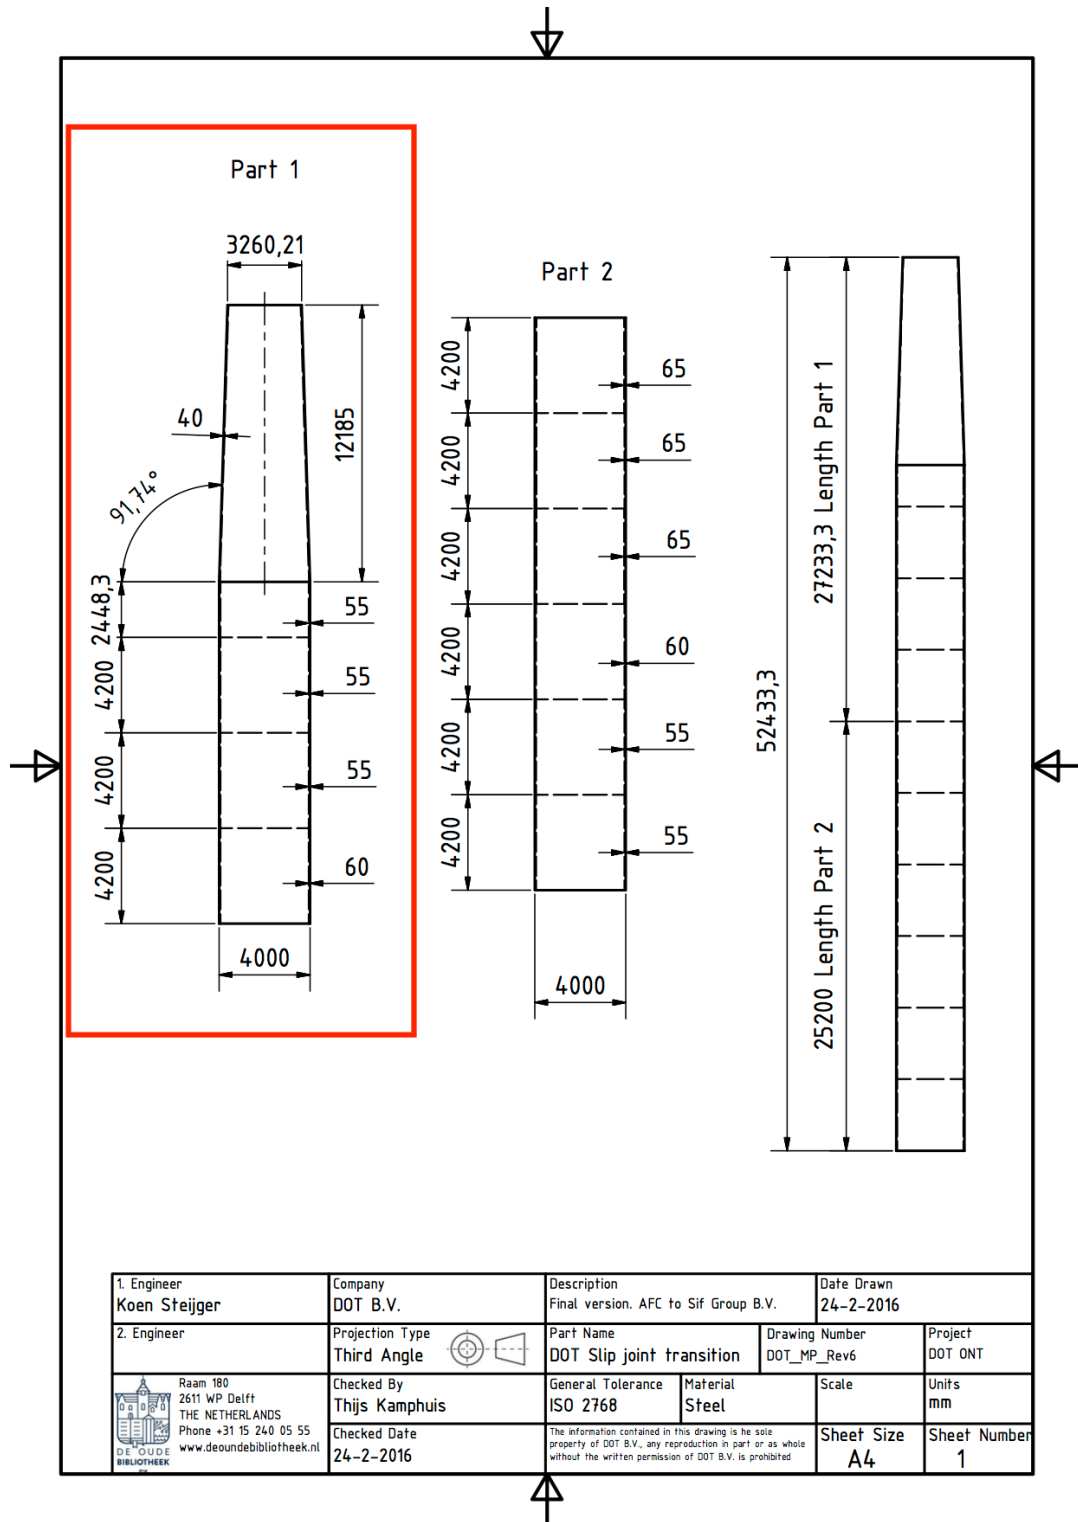 Part 1
3260,21
40
12185
91,74°
2448,3
55
4200
55
4200
55
4200
60
4000
Part 2
4200
65
4200
65
4200
65
4200
60
4200
55
4200
55
4000
52433,3
27233,3 Length Part 1
25200 Length Part 2
1. Engineer
Koen Steijger
Company
DOT B.V.
Description
Final version. AFC to Sif Group B.V.
Date Drawn
24-2-2016
2. Engineer
Projection Type
Third Angle
Part Name
DOT Slip joint transition
Drawing Number
DOT_MP_Rev6
Project
DOT ONT
DE OUDE
BIBLIOTHEEK
Raam 180
2611 WP Delft
THE NETHERLANDS
Phone +31 15 240 05 55
www.deoundebibliotheek.nl
Checked By
Thijs Kamphuis
General Tolerance
ISO 2768
Material
Steel
Scale
Units
mm
Checked Date
24-2-2016
The information contained in this drawing is he sole
property of DOT B.V., any reproduction in part or as whole
without the written permission of DOT B.V. is prohibited
Sheet Size
A4
Sheet Number
1